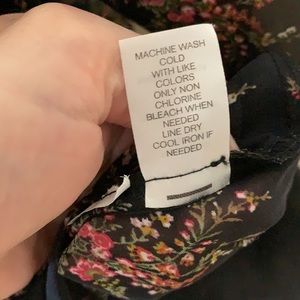 MACHINE WASH
COLD
WITH LIKE
COLORS
ONLY NON
CHLORINE
BLEACH WHEN
NEEDED
LINE DRY
COOL IRON IF
NEEDED